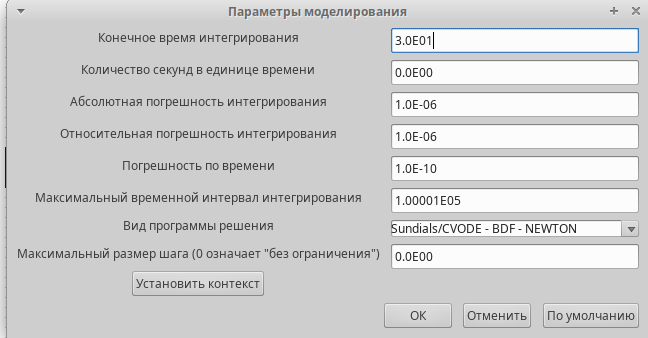 Параметры моделирования
Конечное время интегрирования 3.0E01
Количество секунд в единице времени 0.0E00
Абсолютная погрешность интегрирования 1.0E-06
Относительная погрешность интегрирования 1.0E-06
Погрешность по времени 1.0E-10
Максимальный временной интервал интегрирования 1.00001E05
Вид программы решения Sundials/CVODE - BDF - NEWTON
Максимальный размер шага (0 означает "без ограничения") 0.0E00
Установить контекст
OK Отменить По умолчанию